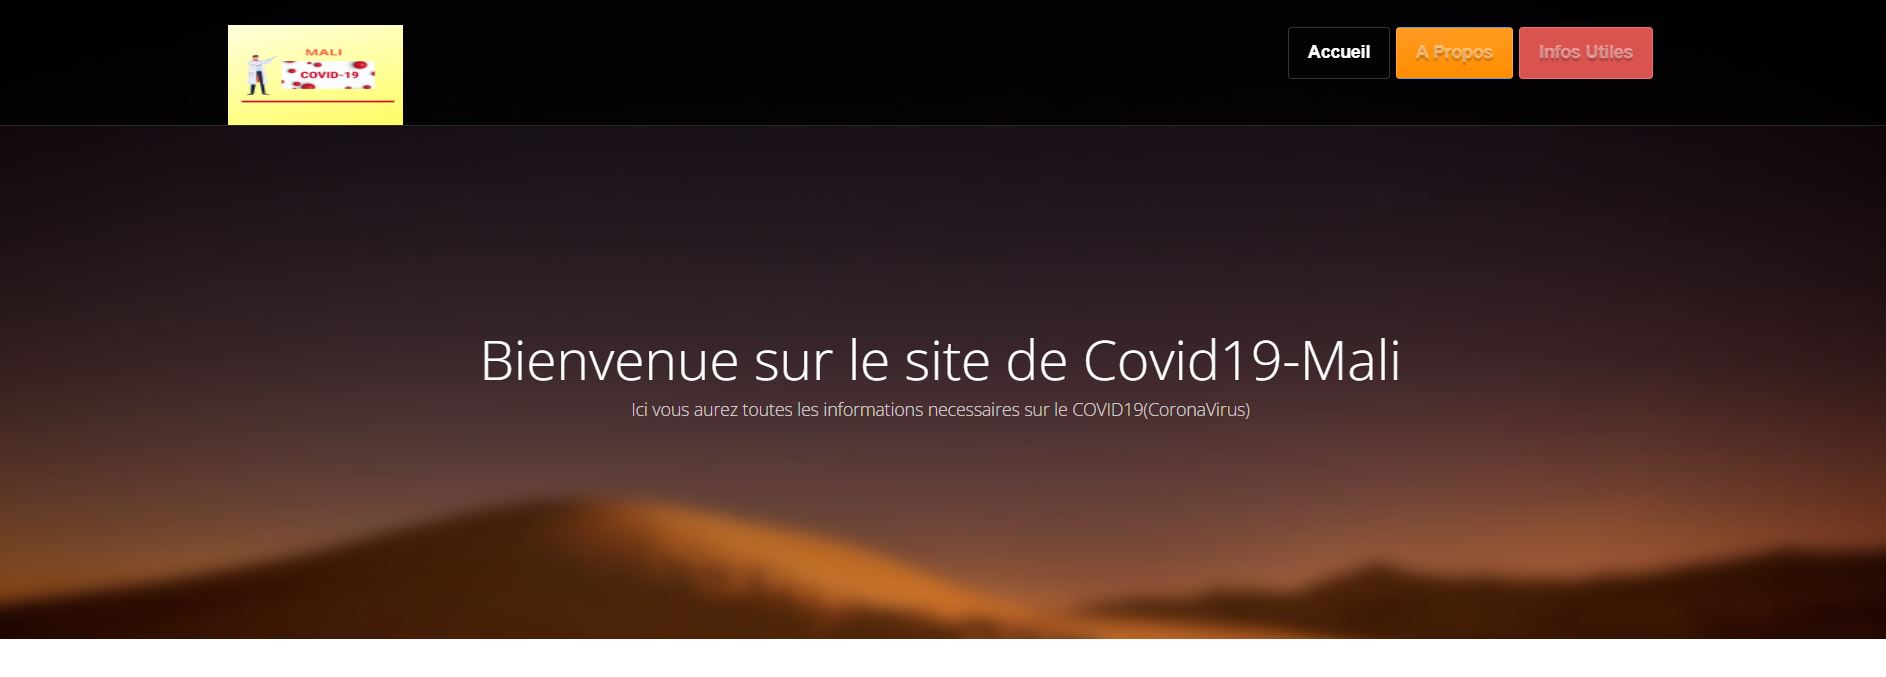 MALI
COVID-19
Accueil
A Propos
Infos Utiles
Bienvenue sur le site de Covid19-Mali
Ici vous aurez toutes les informations necessaires sur le COVID19(CoronaVirus)